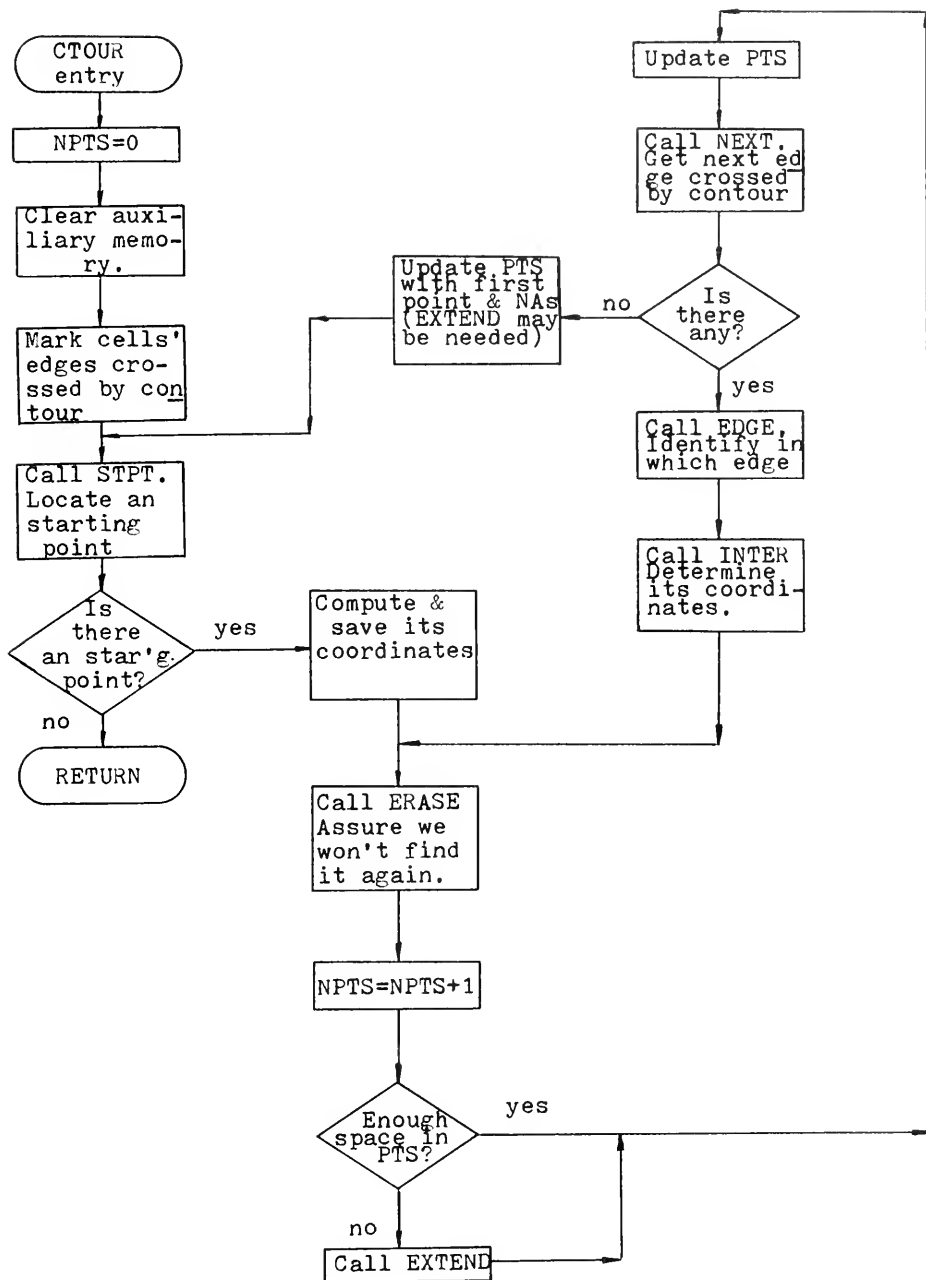 CTOUR
entry
NPTS=0
Clear auxi-
liary memo-
ry.
Mark cells'
edges cro-
ssed by con
tour
Call STPT.
Locate an
starting
point
Is
there
an star'g.
point?
yes
no
RETURN
Compute &
save its
coordinates
Call ERASE
Assure we
won't find
it again.
NPTS=NPTS+1
Enough
space in
PTS?
yes
no
Call EXTEND
Update PTS
Call NEXT.
Get next ed
ge crossed
by contour
Is
there
any?
no
yes
Update PTS
with first
point & NAs
(EXTEND may
be needed)
Call EDGE.
Identify in
which edge
Call INTER
Determine
its coordi-
nates.